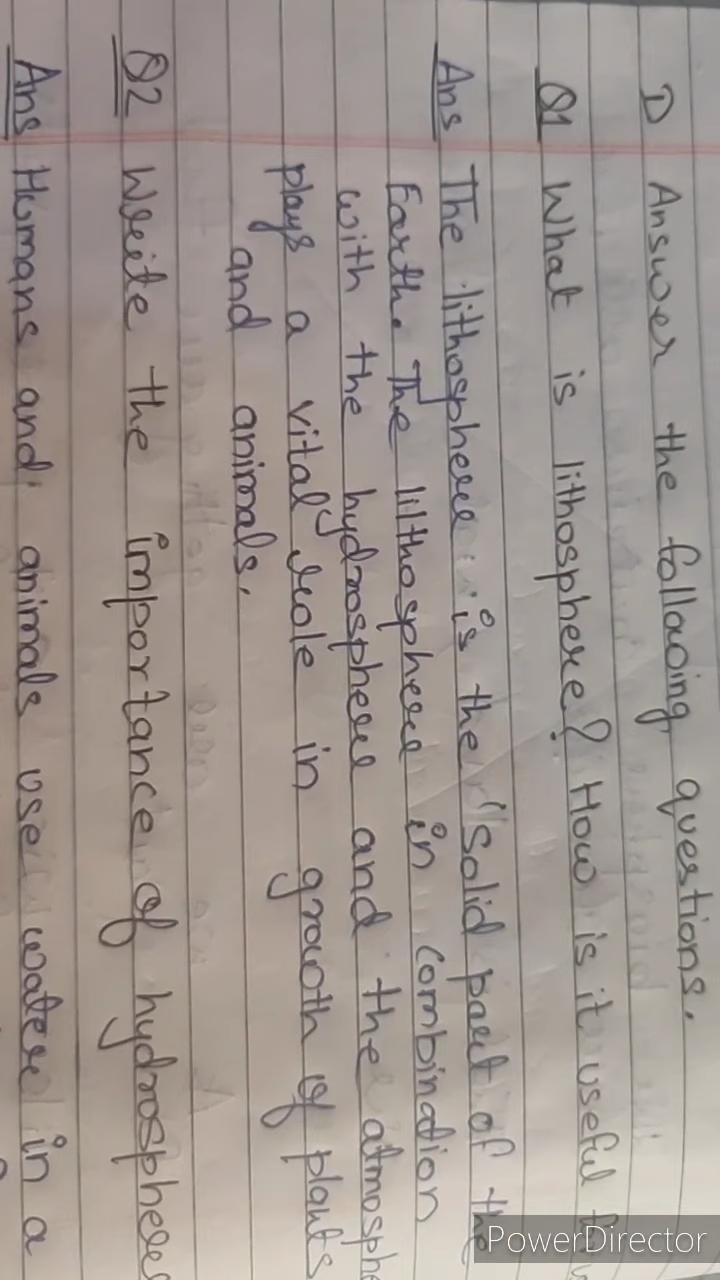 D Answer the following questions.
Q1 What is lithosphere? How is it useful
Ans The lithosphere is the solid part of the
Earth. The lilthosphere in combination
with the hydrosphere and the atmosphe
plays a vital role in growth of plants
and animals.
Q2 Write the importance of hydrosphere
Ans Humans and animals use water in a
PowerDirector